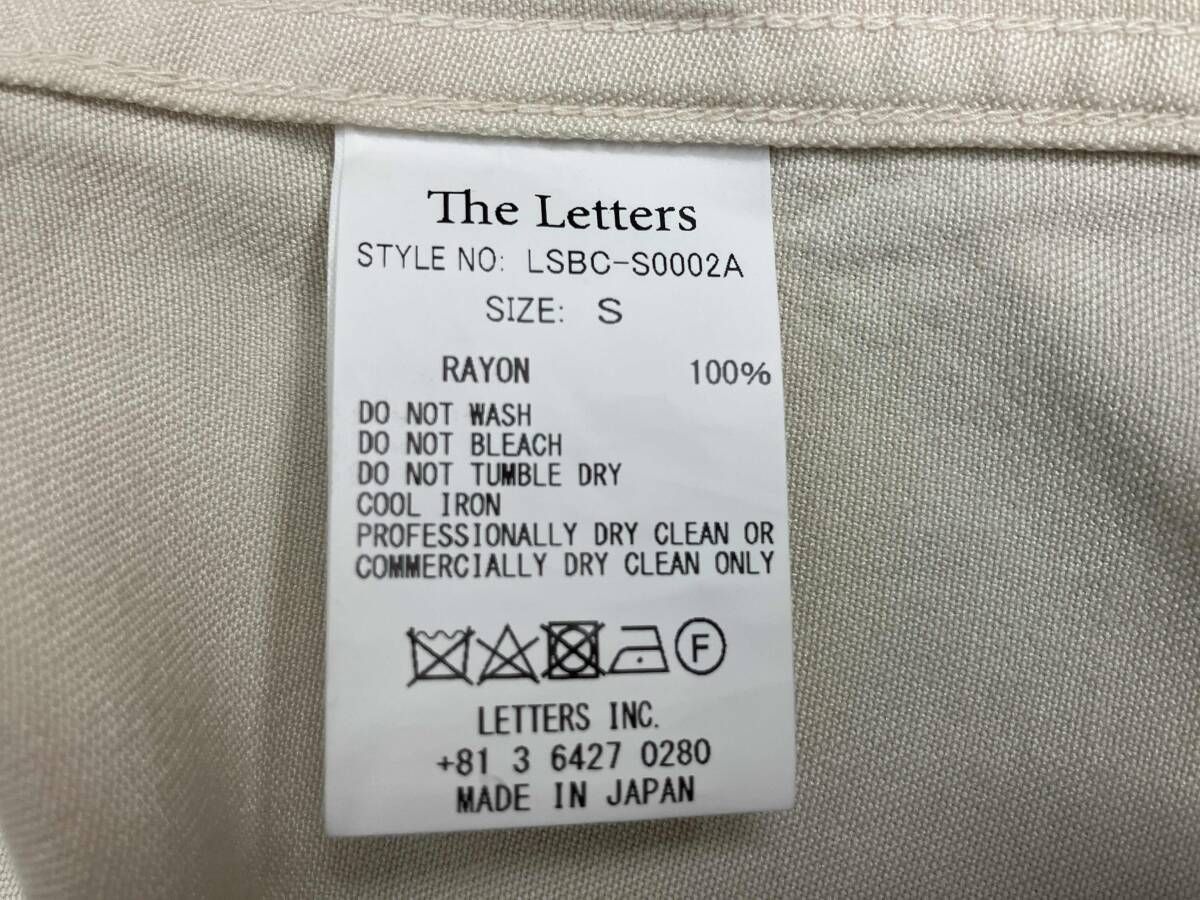 The Letters
STYLE NO: LSBC-S0002A
SIZE: S
RAYON 100%
DO NOT WASH
DO NOT BLEACH
DO NOT TUMBLE DRY
COOL IRON
PROFESSIONALLY DRY CLEAN OR
COMMERCIALLY DRY CLEAN ONLY
F
LETTERS INC.
+81 3 6427 0280
MADE IN JAPAN